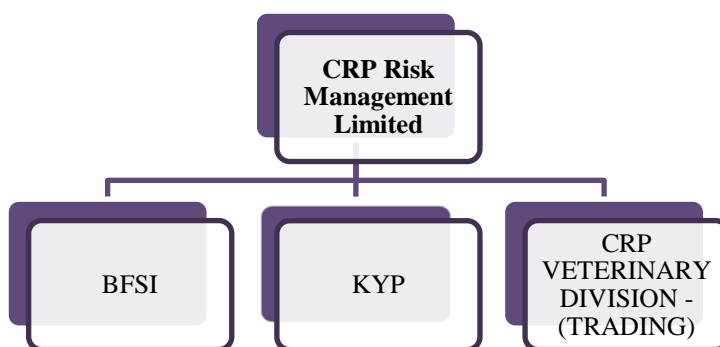 CRP Risk
Management
Limited
BFSI
KYP
CRP
VETERINARY
DIVISION -
(TRADING)